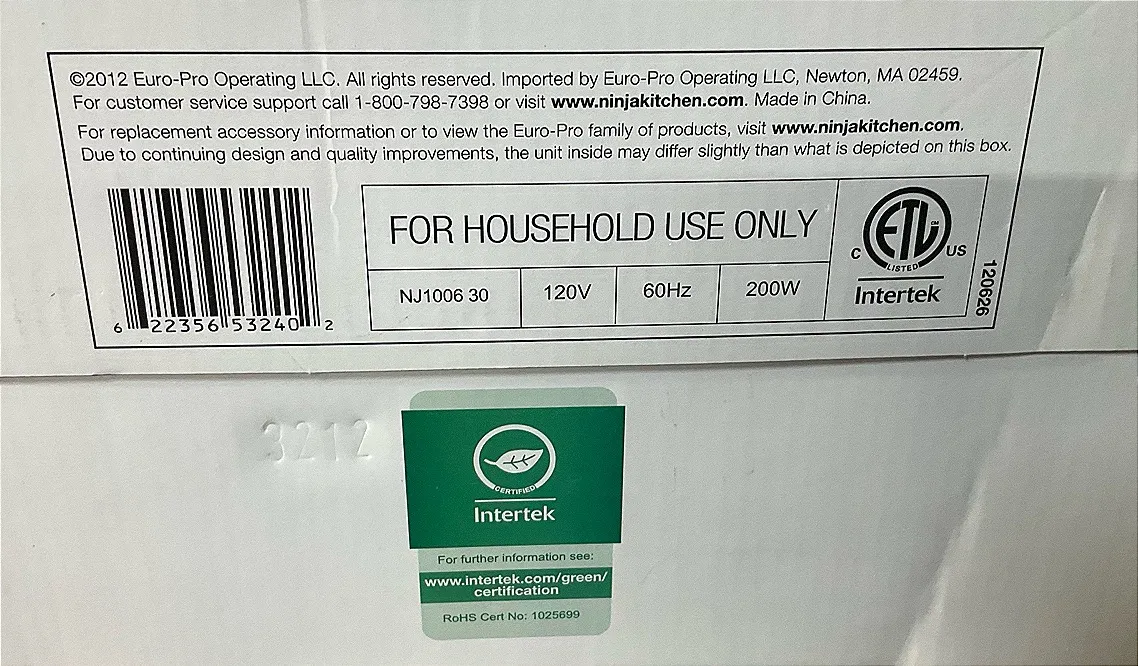 ©2012 Euro-Pro Operating LLC. All rights reserved. Imported by Euro-Pro Operating LLC, Newton, MA 02459.
For customer service support call 1-800-798-7398 or visit www.ninjakitchen.com. Made in China.
For replacement accessory information or to view the Euro-Pro family of products, visit www.ninjakitchen.com.
Due to continuing design and quality improvements, the unit inside may differ slightly than what is depicted on this box.
6 22356 53240 2
FOR HOUSEHOLD USE ONLY
NJ1006 30 120V 60Hz 200W
ETL CM
C US
LISTED
Intertek
120626
3212
CERTIFIED
Intertek
For further information see:
www.intertek.com/green/
certification
RoHS Cert No: 1025699